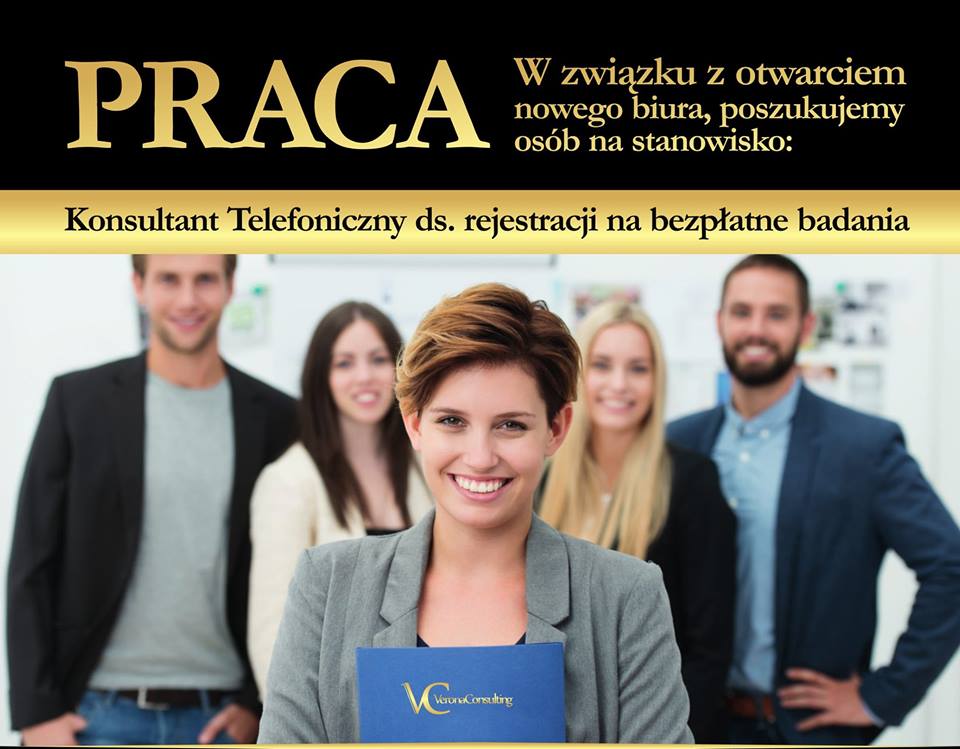 PRACA
W związku z otwarciem
nowego biura, poszukujemy
osób na stanowisko:
Konsultant Telefoniczny ds. rejestracji na bezpłatne badania
VC VeronaConsulting